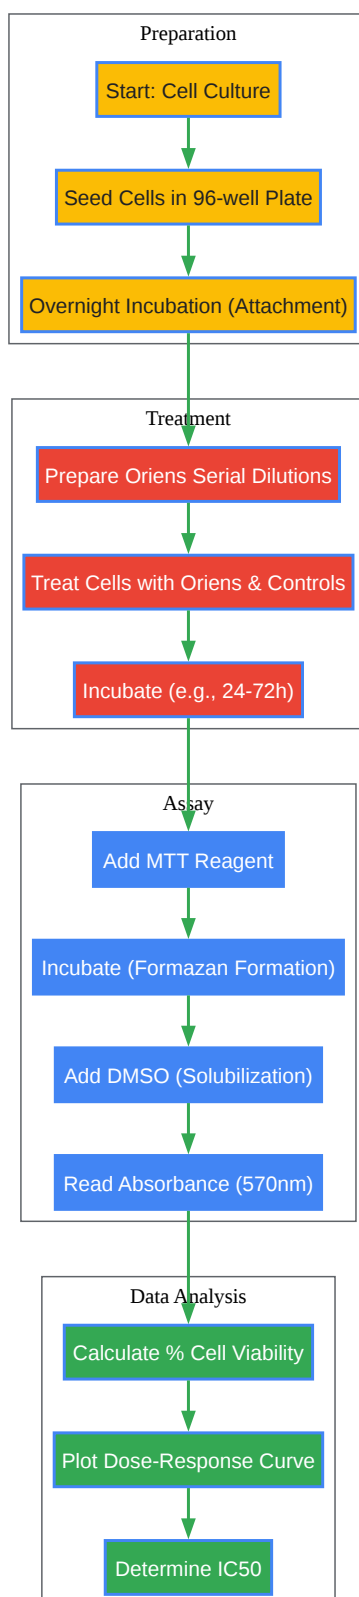 Preparation
Start: Cell Culture
Seed Cells in 96-well Plate
Overnight Incubation (Attachment)
Treatment
Prepare Oriens Serial Dilutions
Treat Cells with Oriens & Controls
Incubate (e.g., 24-72h)
Assay
Add MTT Reagent
Incubate (Formazan Formation)
Add DMSO (Solubilization)
Read Absorbance (570nm)
Data Analysis
Calculate % Cell Viability
Plot Dose-Response Curve
Determine IC50